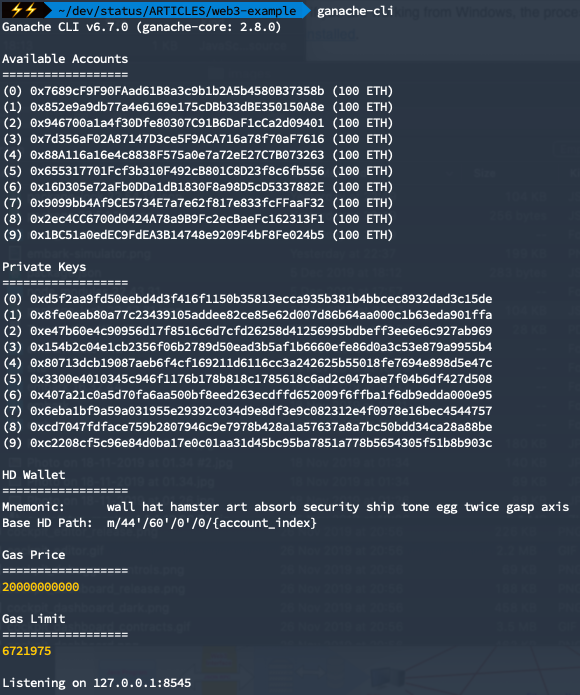 ~/dev/status/ARTICLES/web3-example ganache-cli
Ganache CLI v6.7.0 (ganache-core: 2.8.0)
Available Accounts
==================
(0) 0x7689cF9F90FAad61B8a3c9b1b2A5b4580B37358b (100 ETH)
(1) 0x852e9a9db77a4e6169e175cDBb33dBE350150A8e (100 ETH)
(2) 0x946700a1a4f30Dfe80307C91B6DaF1cCa2d09401 (100 ETH)
(3) 0x7d356aF02A87147D3ce5F9ACA716a78f70aF7616 (100 ETH)
(4) 0x88A116a16e4c8838F575a0e7a72eE27C7B073263 (100 ETH)
(5) 0x655317701Fcf3b310F492cB801C8D23f8c6fb556 (100 ETH)
(6) 0x16D305e72aFb0DDa1dB1830F8a98D5cD5337882E (100 ETH)
(7) 0x9099bb4Af9CE5734E7a7e62f817e833fcFFaaF32 (100 ETH)
(8) 0x2ec4CC6700d0424A78a9B9Fc2ecBaeFc162313F1 (100 ETH)
(9) 0x1BC51a0edEC9FdEA3B14748e9209F4bF8Fe024b5 (100 ETH)
Private Keys
==================
(0) 0xd5f2aa9fd50eebd4d3f416f1150b35813ecca935b381b4bbcec8932dad3c15de
(1) 0x8fe0eab80a77c23439105addee82ce85e62d007d86b64aa000c1b63eda901ffa
(2) 0xe47b60e4c90956d17f8516c6d7cfd26258d41256995bdbeff3ee6e6c927ab969
(3) 0x154b2c04e1cb2356f06b2789d50ead3b5af1b6660efe86d0a3c53e879a9955b4
(4) 0x80713dcb19087aeb6f4cf169211d6116cc3a242625b55018fe7694e898d5e47c
(5) 0x3300e4010345c946f1176b178b818c1785618c6ad2c047bae7f04b6df427d508
(6) 0x407a21c0a5d70fa6aa500bf8eed263ecdffd652009f6ffba1f6db9edda000e95
(7) 0x6eba1bf9a59a031955e29392c034d9e8df3e9c082312e4f0978e16bec4544757
(8) 0xcd7047fdface759b2807946c9e7978b428a1a57637a8a7bc50bdd34ca28a88be
(9) 0xc2208cf5c96e84d0ba17e0c01aa31d45bc95ba7851a778b5654305f51b8b903c
HD Wallet
==================
Mnemonic: wall hat hamster art absorb security ship tone egg twice gasp axis
Base HD Path: m/44'/60'/0'/0/{account_index}
Gas Price
==================
20000000000
Gas Limit
==================
6721975
Listening on 127.0.0.1:8545